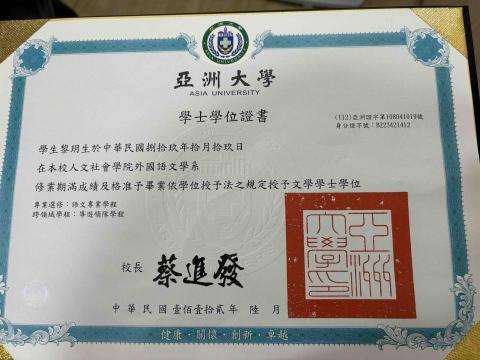 亞洲大學
ASIA UNIVERSITY
學士學位證書
(112)亞洲證字第108041019號
身分證字號:B223421412
學生黎玥生於中華民國捌拾玖年拾月拾玖日
在本校人文社會學院外國語文學系
修業期滿成績及格准予畢業依學位授予法之規定授予文學學士學位
專業選修:語文專業學程
跨領域學程:導遊領隊學程
校長 蔡進發
亞洲大學印
中華民國壹佰壹拾貳年 陸月
健康·關懷·創新·卓越